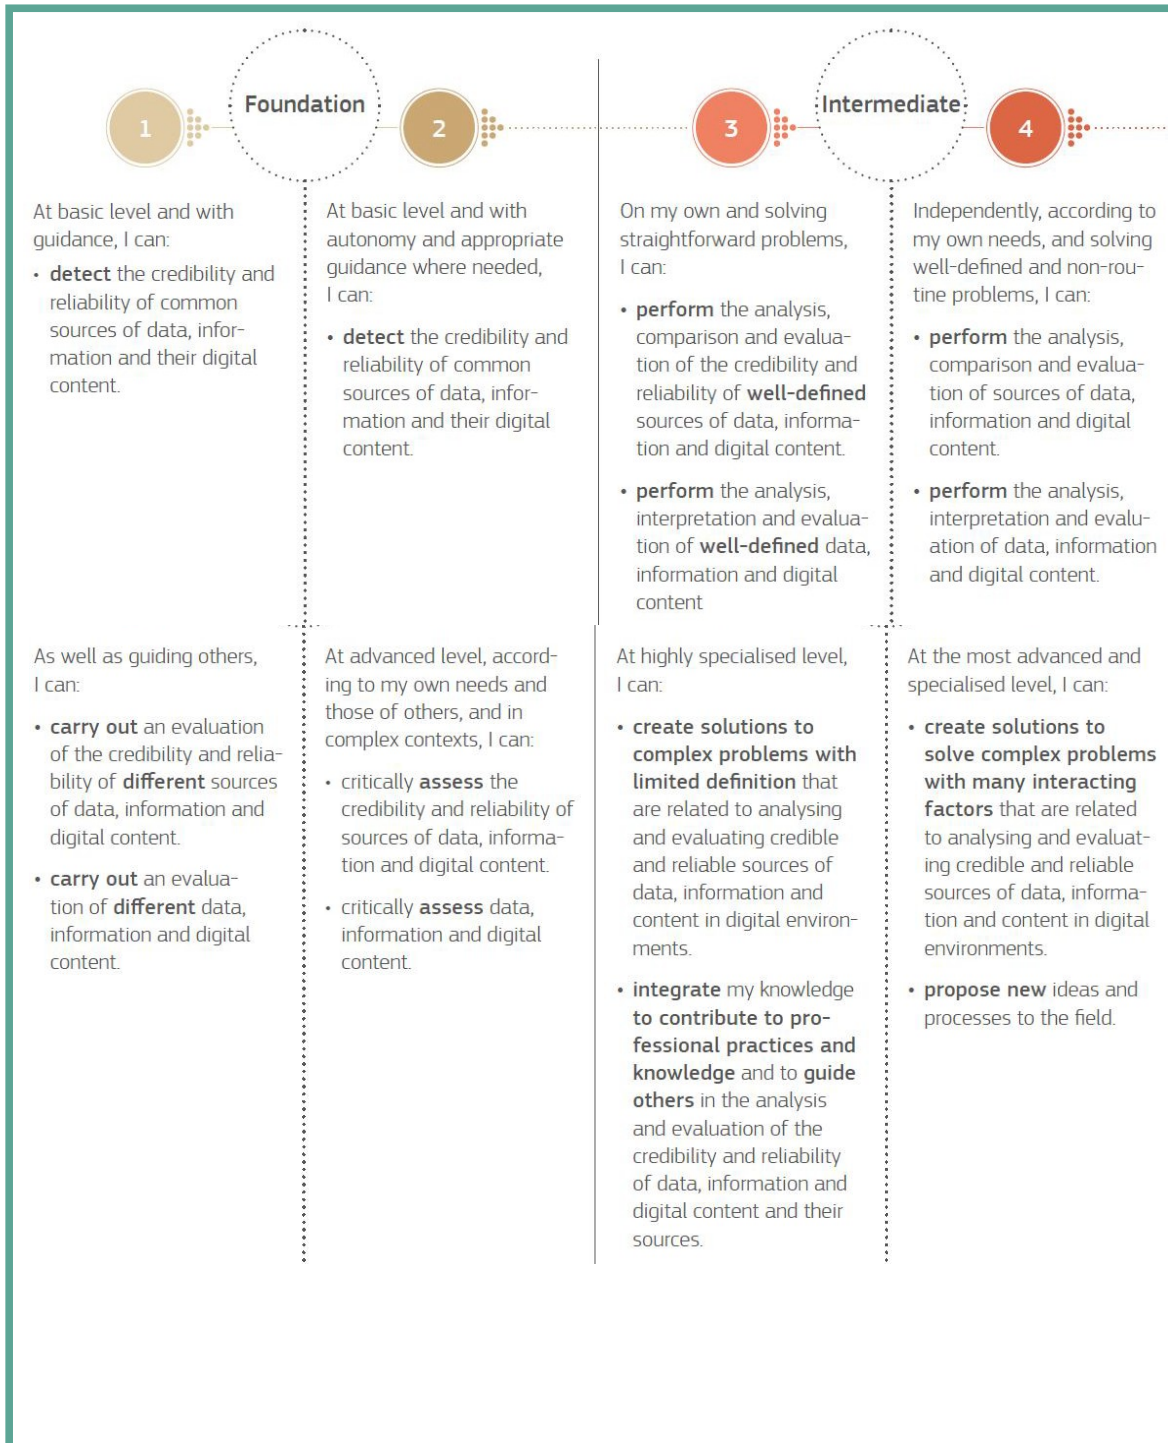 Foundation
Intermediate
1
2
3
4
At basic level and with
guidance, I can:
• detect the credibility and
reliability of common
sources of data, infor-
mation and their digital
content.
At basic level and with
autonomy and appropriate
guidance where needed,
I can:
• detect the credibility and
reliability of common
sources of data, infor-
mation and their digital
content.
On my own and solving
straightforward problems,
I can:
• perform the analysis,
comparison and evalua-
tion of the credibility and
reliability of well-defined
sources of data, informa-
tion and digital content.
• perform the analysis,
interpretation and evalua-
tion of well-defined data,
information and digital
content
Independently, according to
my own needs, and solving
well-defined and non-rou-
tine problems, I can:
• perform the analysis,
comparison and evalua-
tion of sources of data,
information and digital
content.
• perform the analysis,
interpretation and evalu-
ation of data, information
and digital content.
As well as guiding others,
I can:
• carry out an evaluation
of the credibility and relia-
bility of different sources
of data, information and
digital content.
• carry out an evalua-
tion of different data,
information and digital
content.
At advanced level, accord-
ing to my own needs and
those of others, and in
complex contexts, I can:
• critically assess the
credibility and reliability of
sources of data, informa-
tion and digital content.
• critically assess data,
information and digital
content.
At highly specialised level,
I can:
• create solutions to
complex problems with
limited definition that
are related to analysing
and evaluating credible
and reliable sources of
data, information and
content in digital environ-
ments.
• integrate my knowledge
to contribute to pro-
fessional practices and
knowledge and to guide
others in the analysis
and evaluation of the
credibility and reliability
of data, information and
digital content and their
sources.
At the most advanced and
specialised level, I can:
• create solutions to
solve complex problems
with many interacting
factors that are related
to analysing and evaluat-
ing credible and reliable
sources of data, informa-
tion and content in digital
environments.
• propose new ideas and
processes to the field.